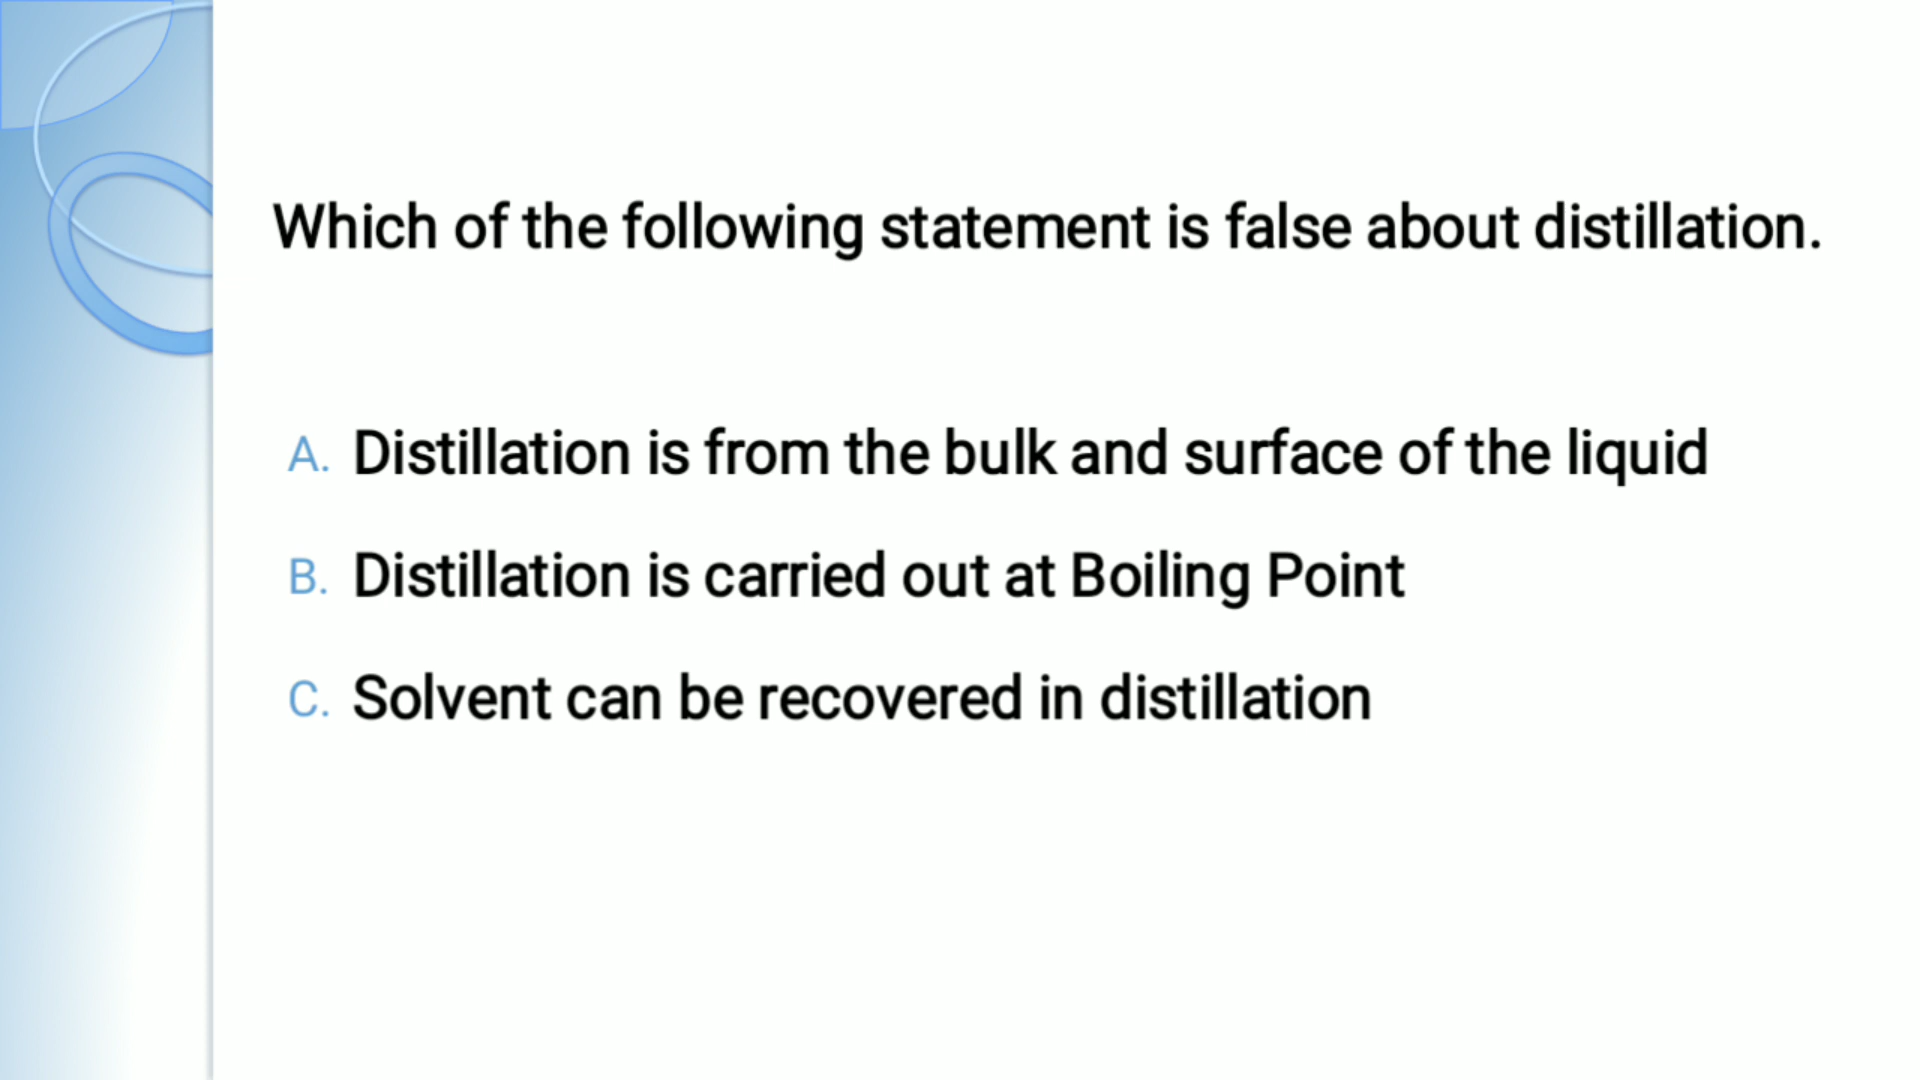 Which of the following statement is false about distillation.
A. Distillation is from the bulk and surface of the liquid
B. Distillation is carried out at Boiling Point
C. Solvent can be recovered in distillation